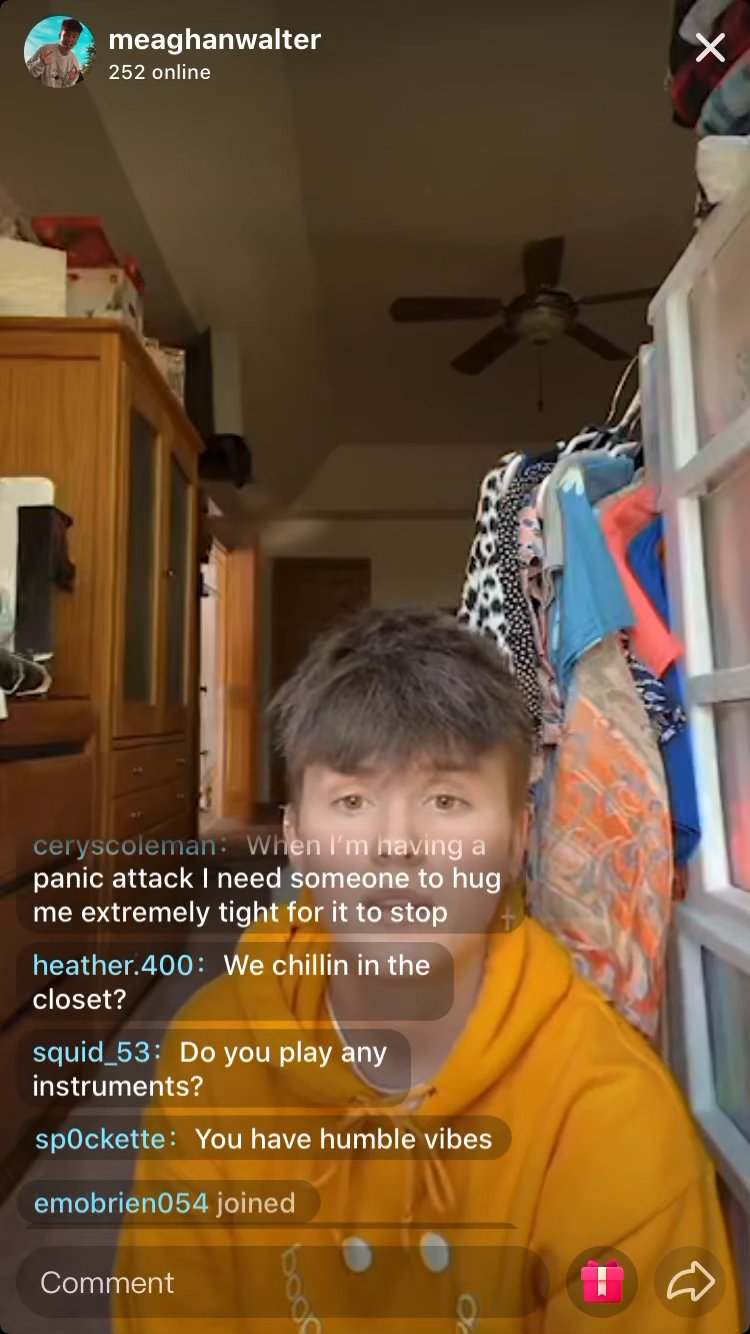 meaghanwalter
252 online
ceryscoleman: When I'm having a
panic attack I need someone to hug
me extremely tight for it to stop
heather.400: We chillin in the
closet?
squid_53: Do you play any
instruments?
sp0ckette: You have humble vibes
emobrien054 joined
Comment